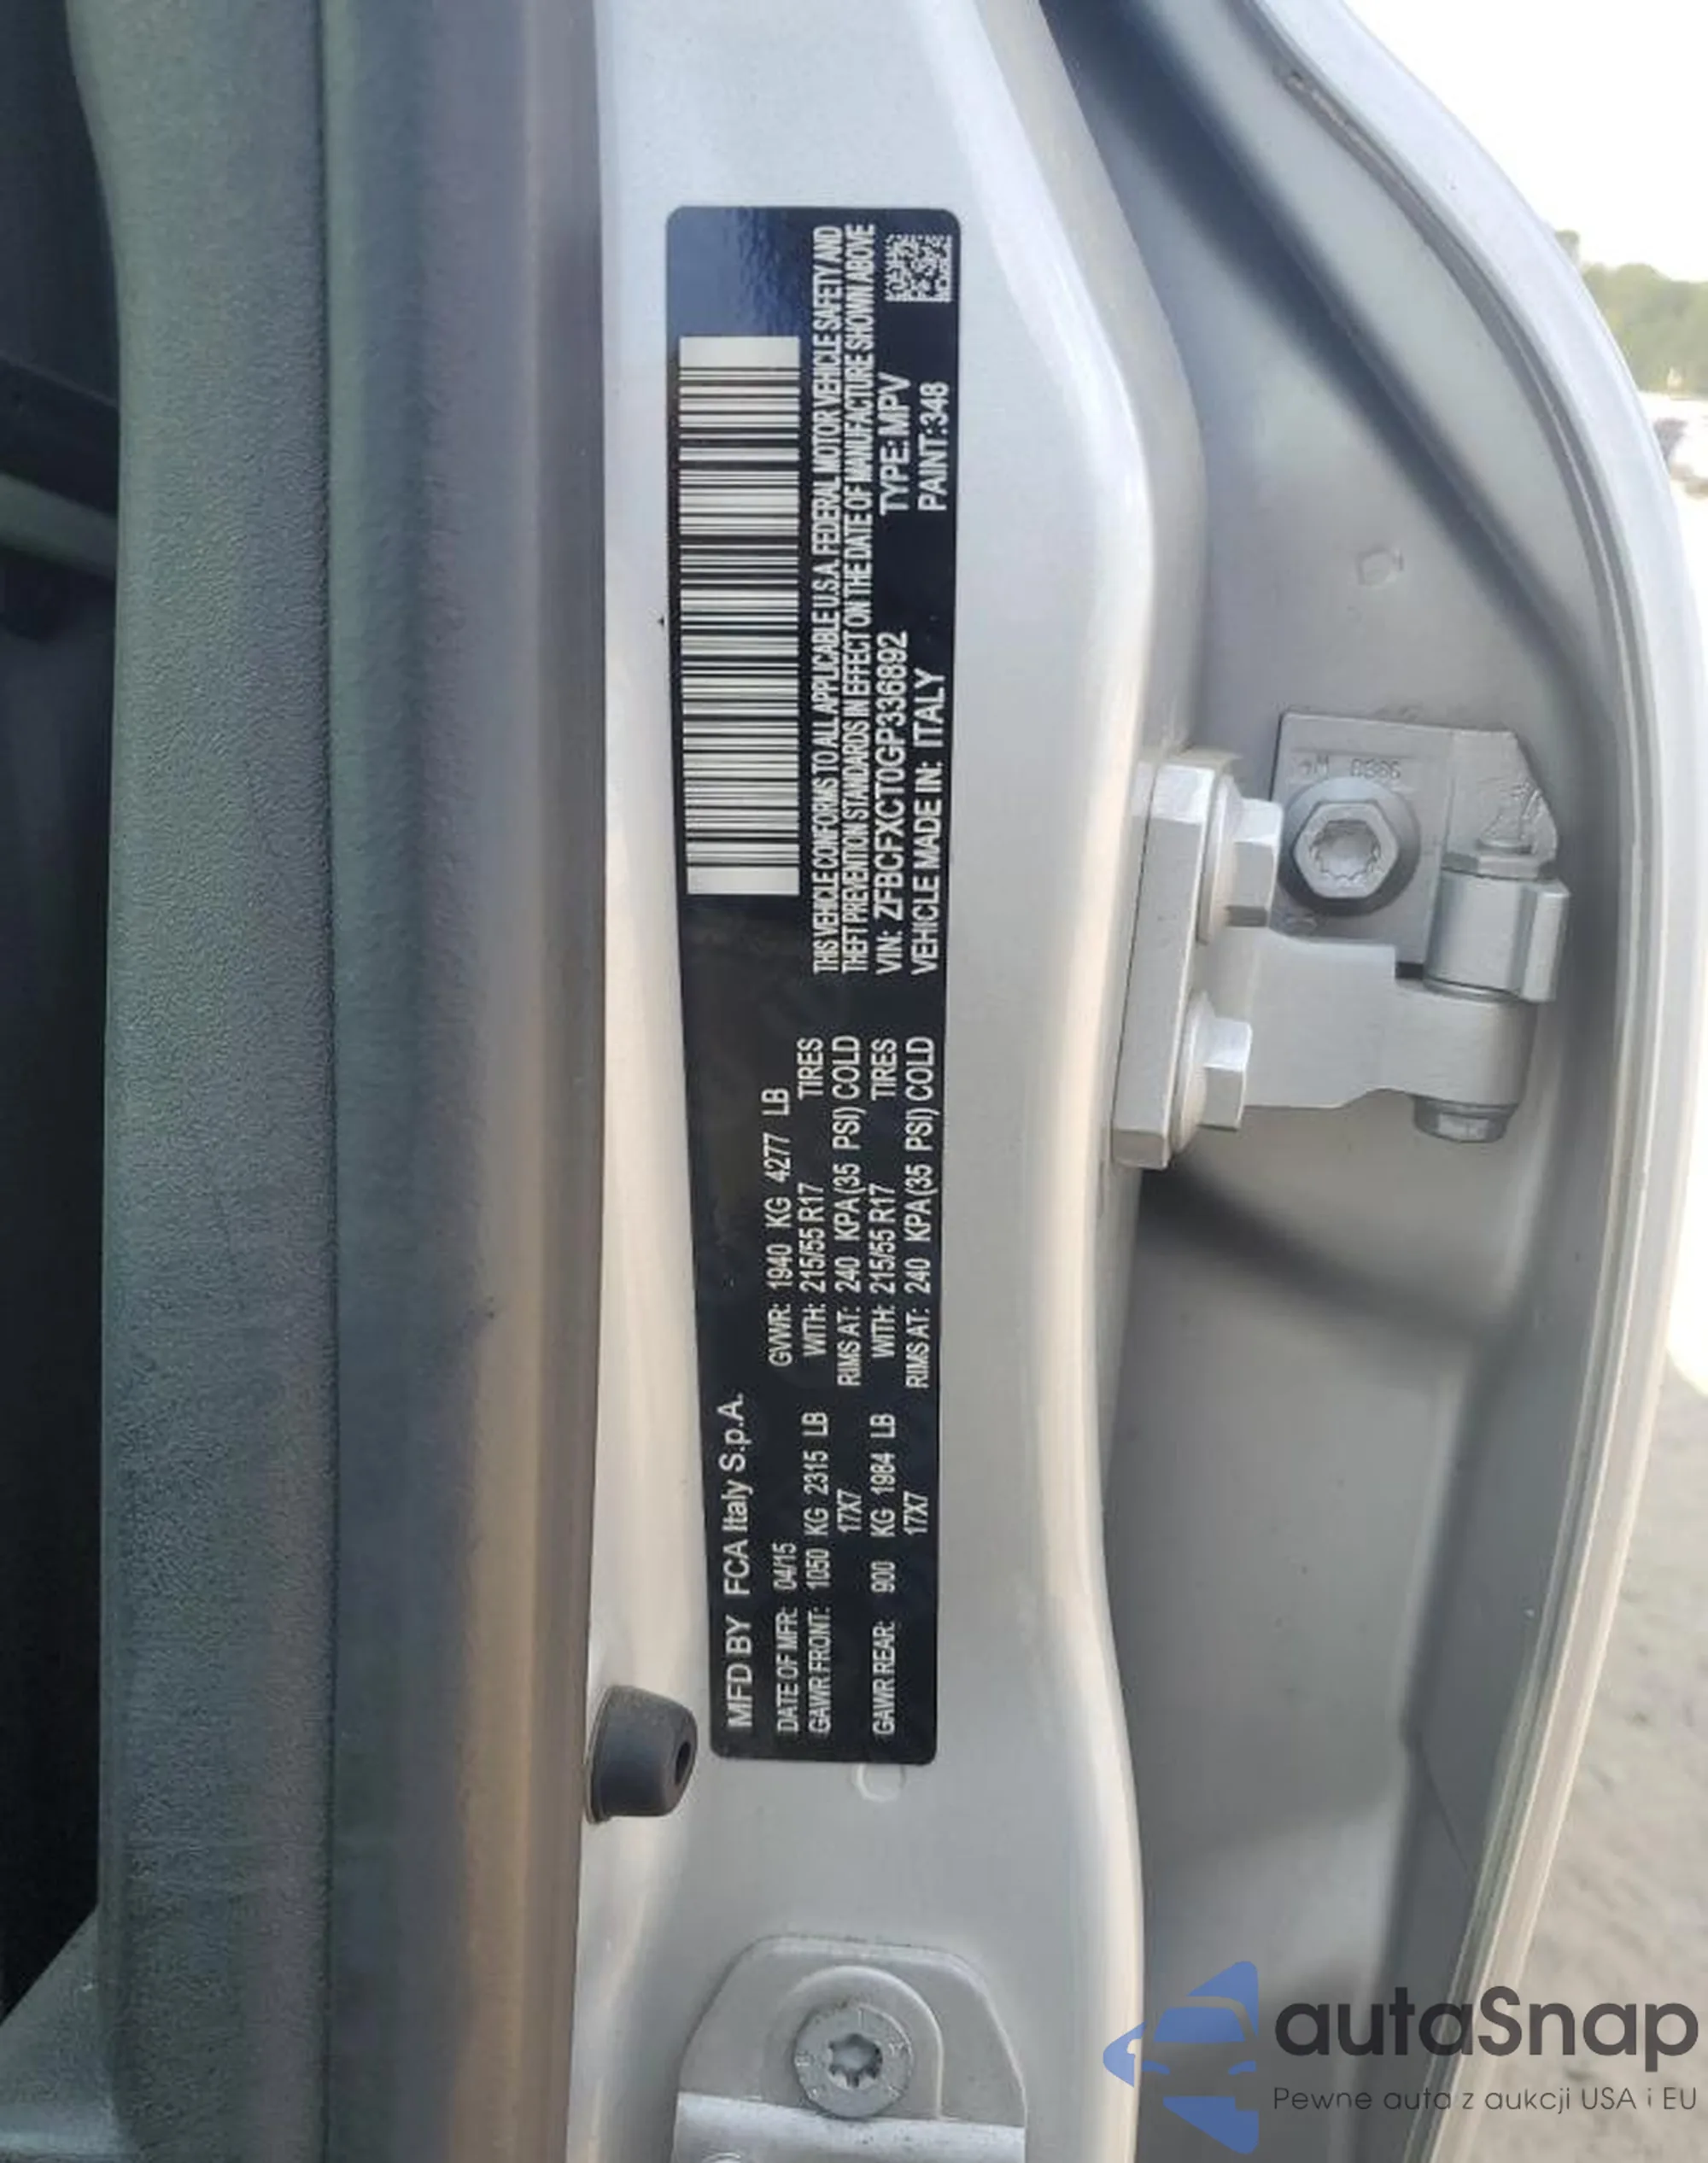 MFD BY FCA Italy S.p.A.
DATE OF MFR: 04/15 GVWR: 1940 KG 4277 LB
GAWR FRONT: 1050 KG 2315 LB WITH: 215/55 R17 TIRES
17X7 RIMS AT: 240 KPA (35 PSI) COLD
GAWR REAR: 900 KG 1984 LB WITH: 215/55 R17 TIRES
17X7 RIMS AT: 240 KPA (35 PSI) COLD
THIS VEHICLE CONFORMS TO ALL APPLICABLE U.S.A. FEDERAL MOTOR VEHICLE SAFETY AND
THEFT PREVENTION STANDARDS IN EFFECT ON THE DATE OF MANUFACTURE SHOWN ABOVE
VIN: ZFBCFXCT0GP336892 TYPE: MPV
VEHICLE MADE IN: ITALY PAINT: 348
autaSnap
Pewne auta z aukcji USA i EU